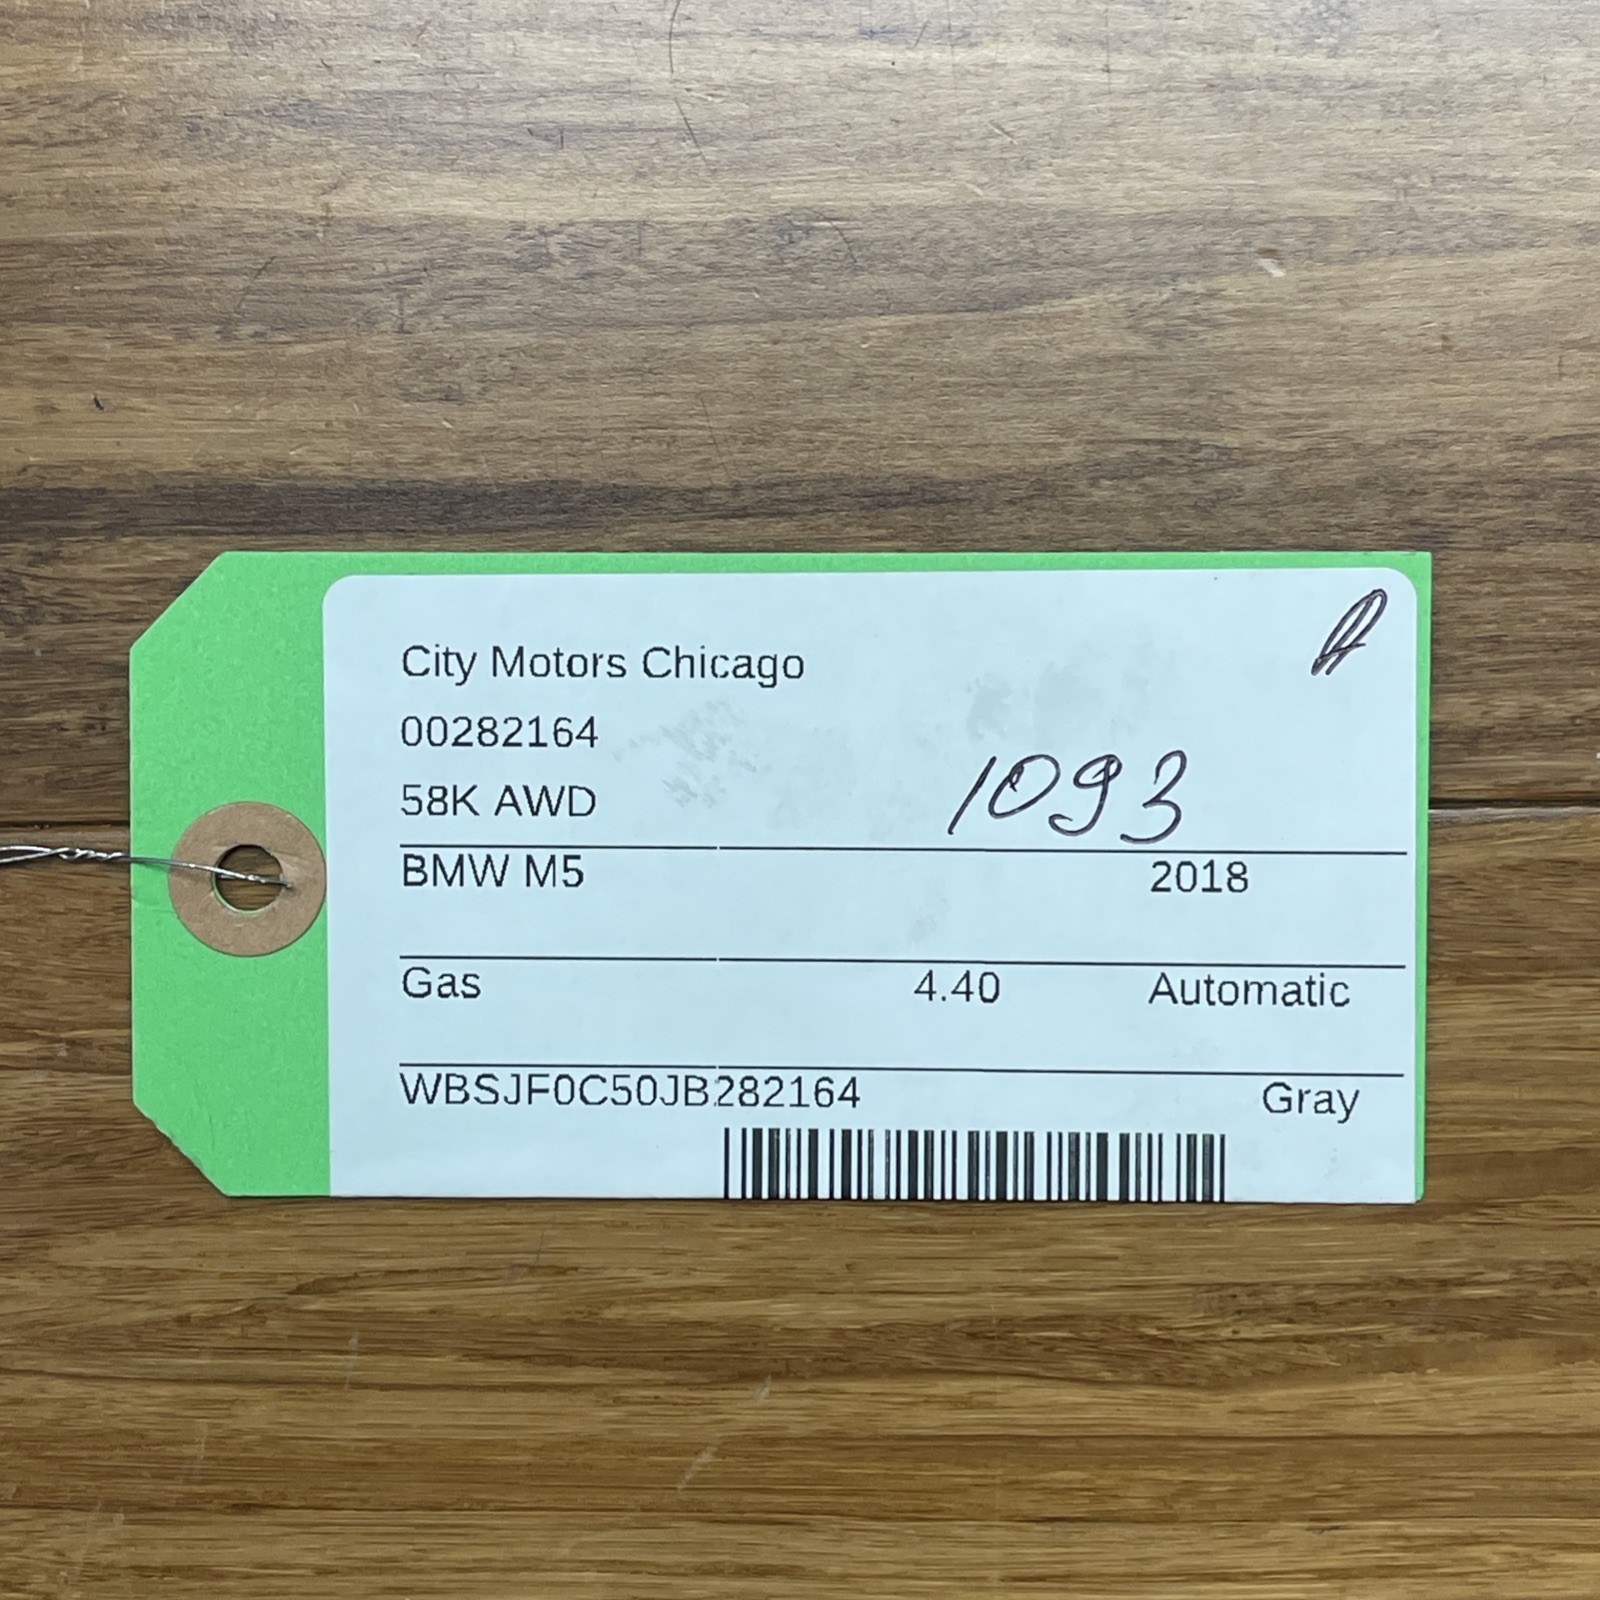 City Motors Chicago
00282164
58K AWD
1093
BMW M5 2018
Gas 4.40 Automatic
WBSJF0C50JB282164 Gray